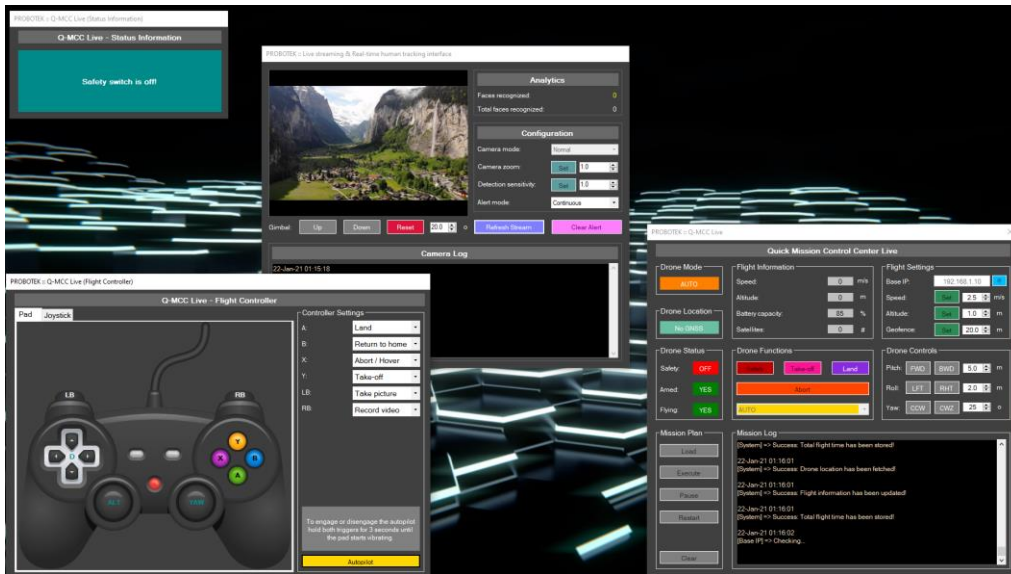 PROBOTEK :: Q-MCC Live (Status Information)
Q-MCC Live - Status Information
Safety switch is off!
PROBOTEK :: Live streaming & Real-time human tracking interface
Analytics
Faces recognized: 0
Total faces recognized: 0
Configuration
Camera mode: Normal
Camera zoom: Set 1.0
Detection sensitivity: Set 1.0
Alert mode: Continuous
Gimbal: Up Down Reset 20.0 o Refresh Stream Clear Alert
Camera Log
22-Jan-21 01:15:18
PROBOTEK :: Q-MCC Live (Flight Controller)
Q-MCC Live - Flight Controller
Pad Joystick
LB RB
Y
X B
A
D
ALT YAW
Controller Settings
A: Land
B: Return to home
X: Abort / Hover
Y: Take-off
LB: Take picture
RB: Record video
To engage or disengage the autopilot
hold both triggers for 3 seconds until
the pad starts vibrating.
Autopilot
PROBOTEK :: Q-MCC Live
Quick Mission Control Center Live
Drone Mode
AUTO
Drone Location
No GNSS
Drone Status
Safety: OFF
Armed: YES
Flying: YES
Flight Information
Speed: 0 m/s
Altitude: 0 m
Battery capacity: 85 %
Satellites: 0 #
Flight Settings
Base IP: 192.168.1.10
Speed: Set 2.5 m/s
Altitude: Set 1.0 m
Geofence: Set 20.0 m
Drone Functions
Take-off Land
Abort
AUTO
Drone Controls
Pitch: FWD BWD 5.0 m
Roll: LFT RHT 2.0 m
Yaw: CCW CWZ 25 o
Mission Plan
Load
Execute
Pause
Restart
Clear
Mission Log
[System] => Success: Total flight time has been stored!
22-Jan-21 01:16:01
[System] => Success: Drone location has been fetched!
22-Jan-21 01:16:01
[System] => Success: Flight information has been updated!
22-Jan-21 01:16:01
[System] => Success: Total flight time has been stored!
22-Jan-21 01:16:02
[Base IP] => Checking...